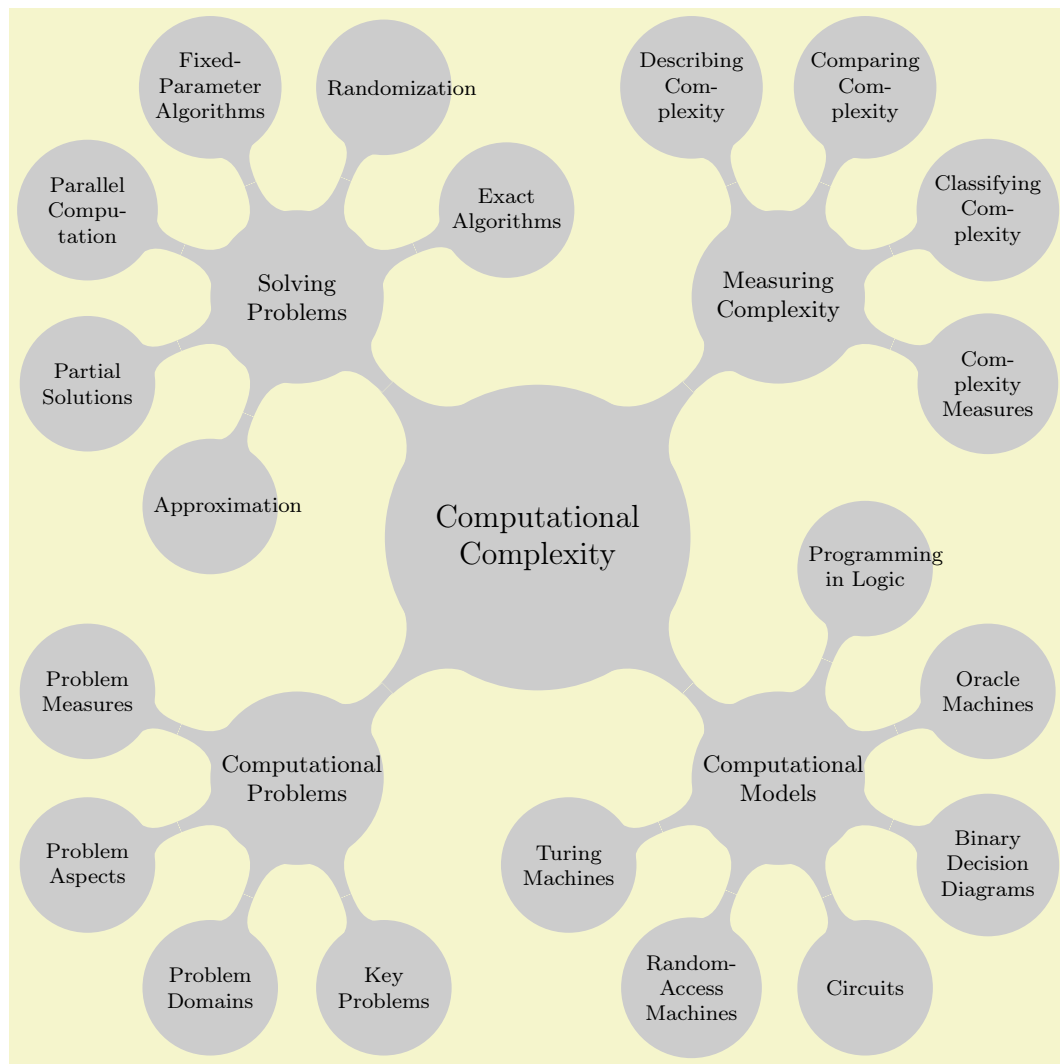 Fixed-
Parameter
Algorithms
Randomization
Describing
Com-
plexity
Comparing
Com-
plexity
Parallel
Compu-
tation
Exact
Algorithms
Classifying
Com-
plexity
Solving
Problems
Measuring
Complexity
Partial
Solutions
Com-
plexity
Measures
Approximation
Computational
Complexity
Programming
in Logic
Problem
Measures
Oracle
Machines
Computational
Problems
Computational
Models
Problem
Aspects
Turing
Machines
Binary
Decision
Diagrams
Problem
Domains
Key
Problems
Random-
Access
Machines
Circuits